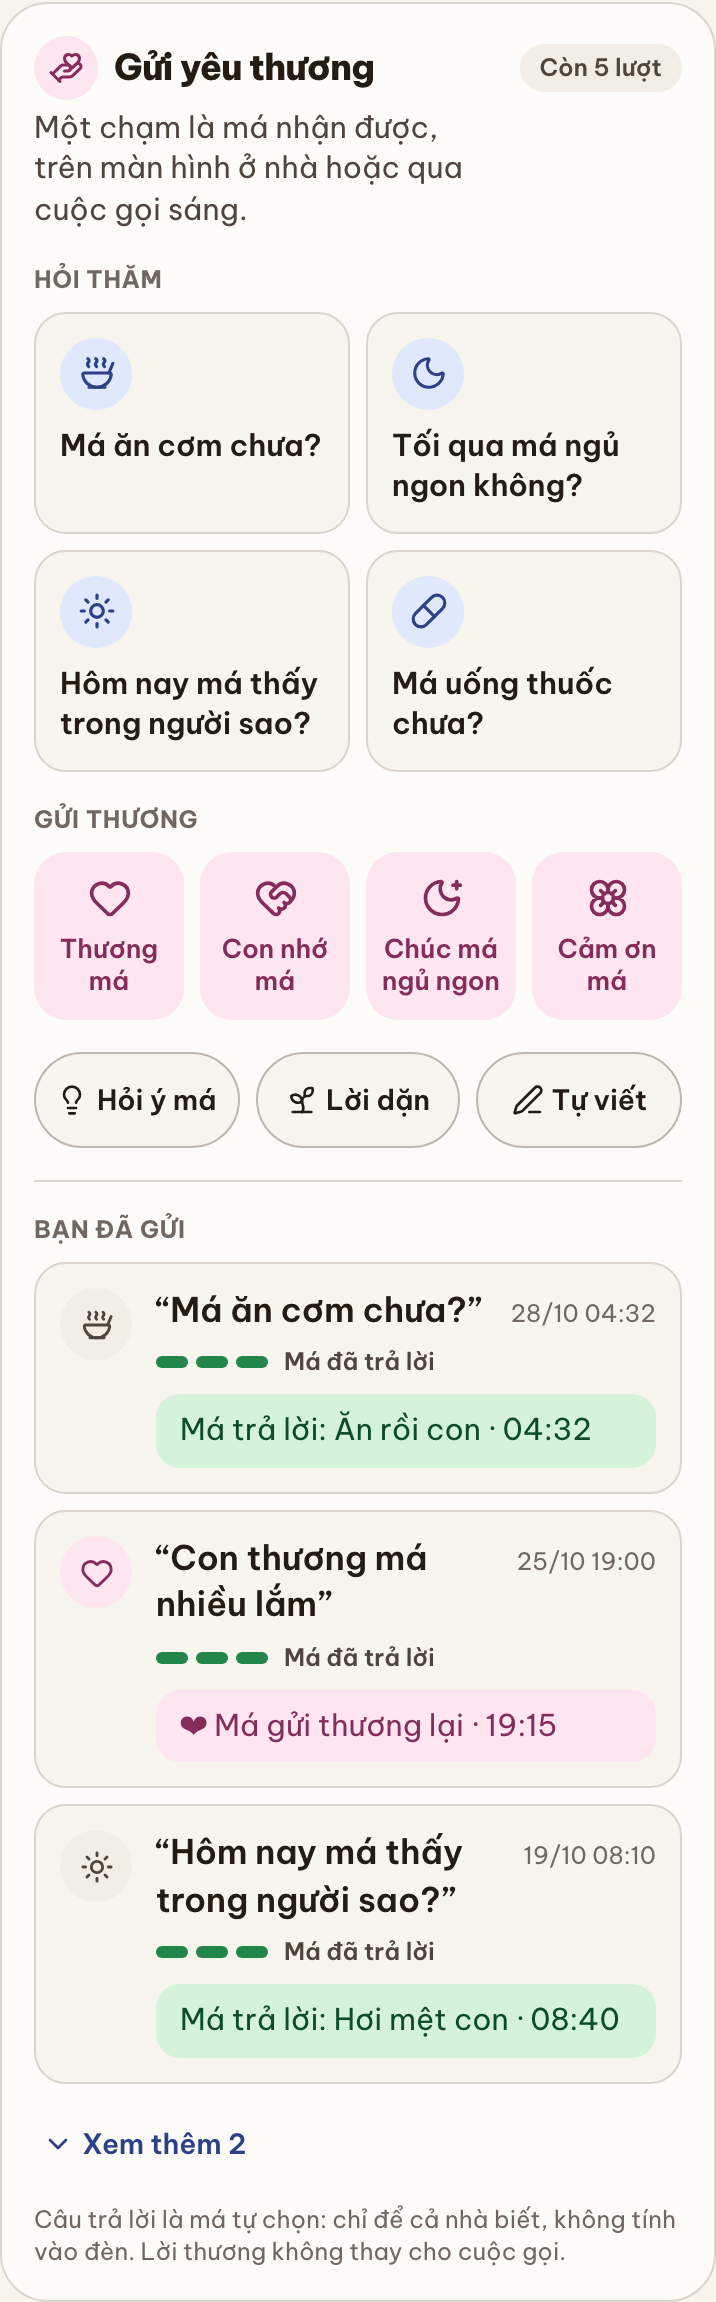 Gửi yêu thương
Còn 5 lượt
Một chạm là má nhận được,
trên màn hình ở nhà hoặc qua
cuộc gọi sáng.
HỎI THĂM
Má ăn cơm chưa?
Tối qua má ngủ
ngon không?
Hôm nay má thấy
trong người sao?
Má uống thuốc
chưa?
GỬI THƯƠNG
Thương
má
Con nhớ
má
Chúc má
ngủ ngon
Cảm ơn
má
Hỏi ý má
Lời dặn
Tự viết
BẠN ĐÃ GỬI
“Má ăn cơm chưa?” 28/10 04:32
Má đã trả lời
Má trả lời: Ăn rồi con · 04:32
“Con thương má 25/10 19:00
nhiều lắm”
Má đã trả lời
❤ Má gửi thương lại · 19:15
“Hôm nay má thấy 19/10 08:10
trong người sao?”
Má đã trả lời
Má trả lời: Hơi mệt con · 08:40
Xem thêm 2
Câu trả lời là má tự chọn: chỉ để cả nhà biết, không tính
vào đèn. Lời thương không thay cho cuộc gọi.